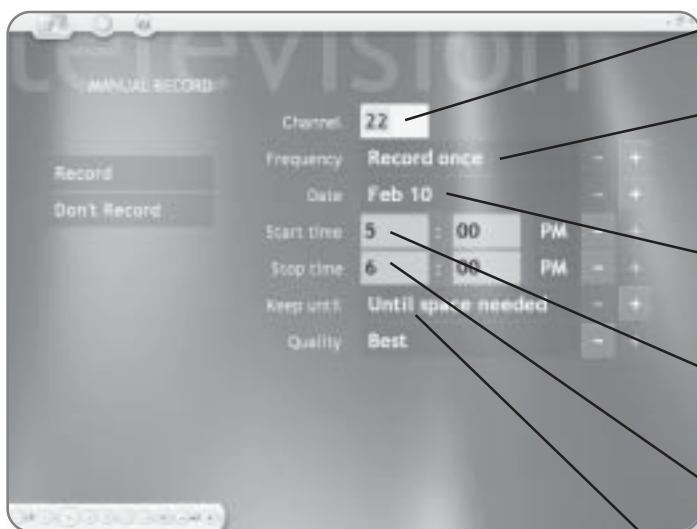 television
MANUAL RECORD
Channel 22
Frequency Record once - +
Date Feb 10 - +
Start time 5 : 00 PM - +
Stop time 6 : 00 PM - +
Keep until Until space needed - +
Quality Best - +
Record
Don't Record